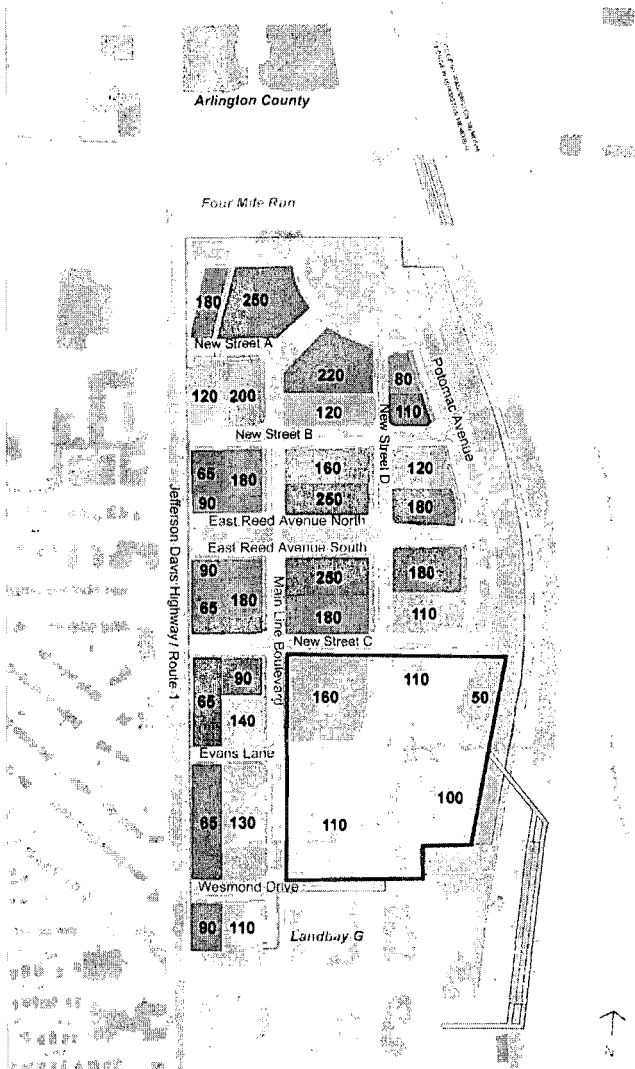 Arlington County
Four Mile Run
180 250
New Street A
220
80
120 200
120
110
New Street B
New Street D
Potomac Avenue
65 180
160
120
90
250
180
East Reed Avenue North
Jefferson Davis Highway / Route 1
East Reed Avenue South
90
250
180
65 180
180
110
Main Line Boulevard
New Street C
90
65
140
160
110
50
Evans Lane
100
65 130
110
Wesmond Drive
90 110
Landbay G
N